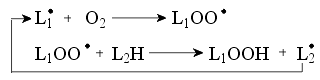 L₁• + O₂ ⟶ L₁OO•
L₁OO• + L₂H ⟶ L₁OOH + L₂•